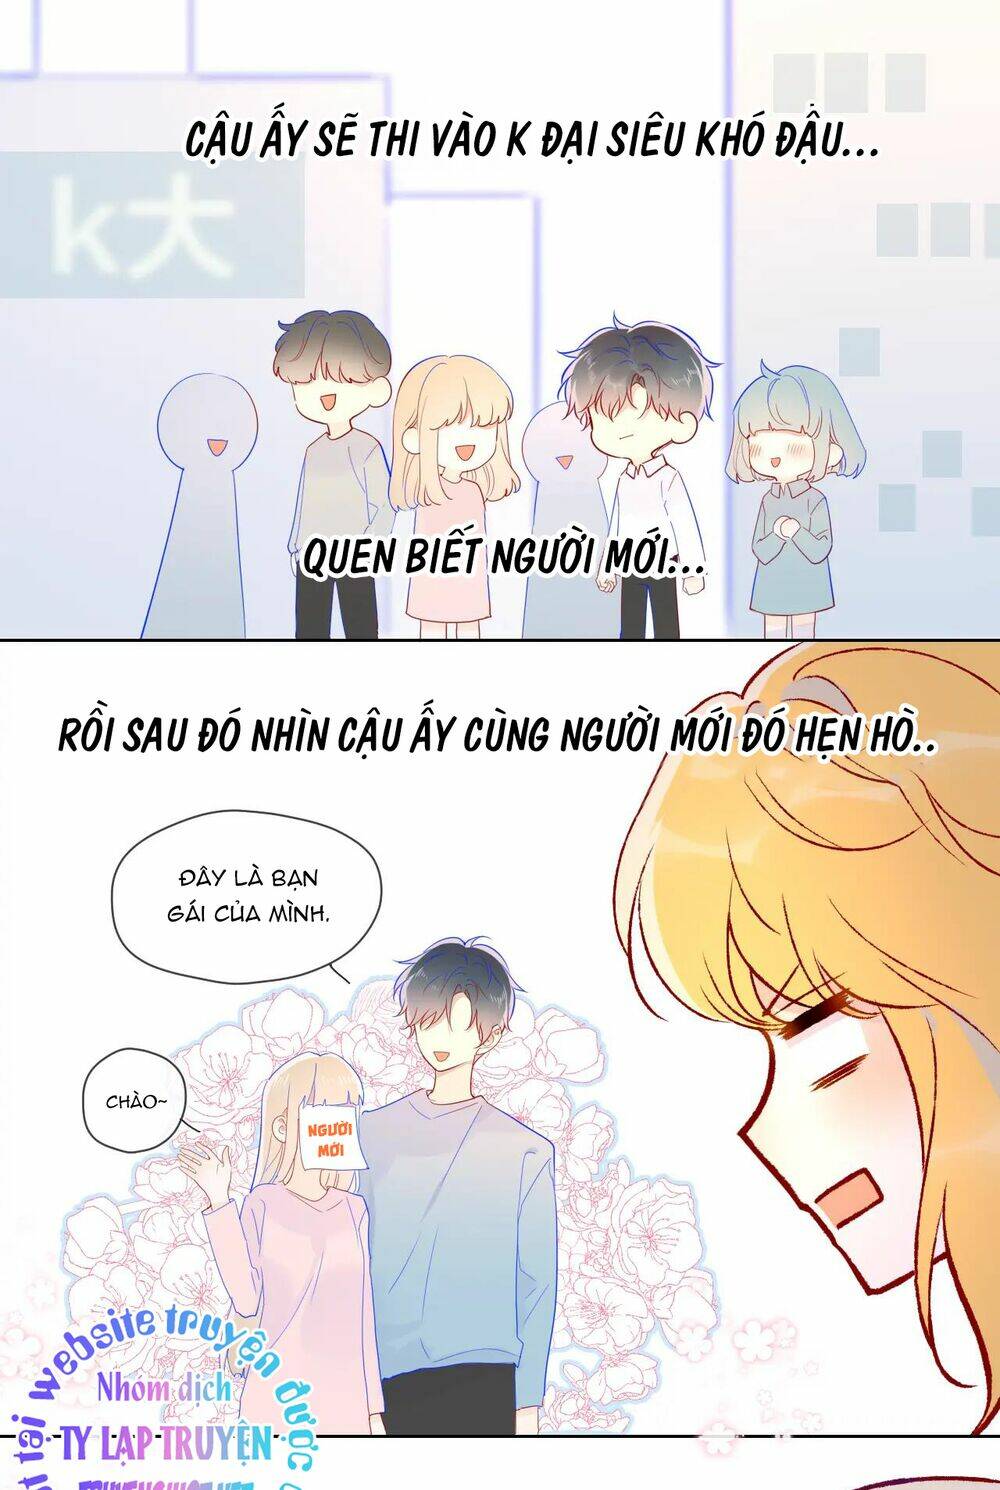 CẬU ẤY SẼ THI VÀO K ĐẠI SIÊU KHÓ ĐẬU...
k大
QUEN BIẾT NGƯỜI MỚI...
RỒI SAU ĐÓ NHÌN CẬU ẤY CÙNG NGƯỜI MỚI ĐÓ HẸN HÒ..
ĐÂY LÀ BẠN
GÁI CỦA MÌNH.
CHÀO~
NGƯỜI
MỚI
tại website truyện được
Nhóm dịch
TY LẠP TRUYỆN